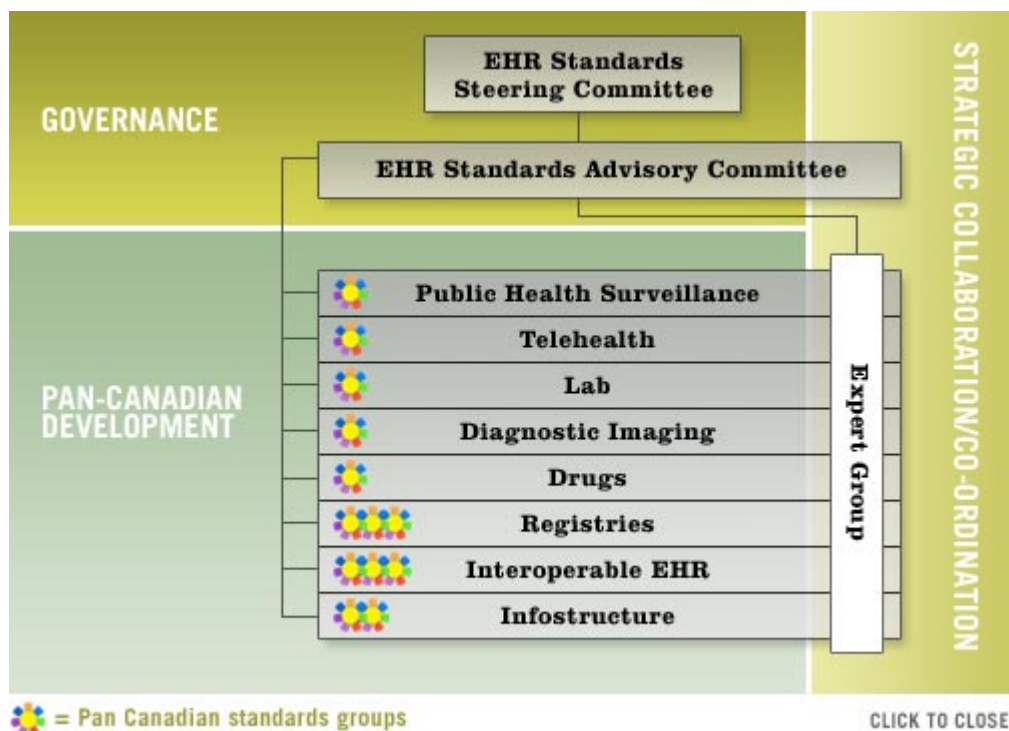 GOVERNANCE
EHR Standards
Steering Committee
EHR Standards Advisory Committee
STRATEGIC COLLABORATION/CO-ORDINATION
PAN-CANADIAN
DEVELOPMENT
Public Health Surveillance
Telehealth
Lab
Diagnostic Imaging
Drugs
Registries
Interoperable EHR
Infostructure
Expert Group
= Pan Canadian standards groups
CLICK TO CLOSE